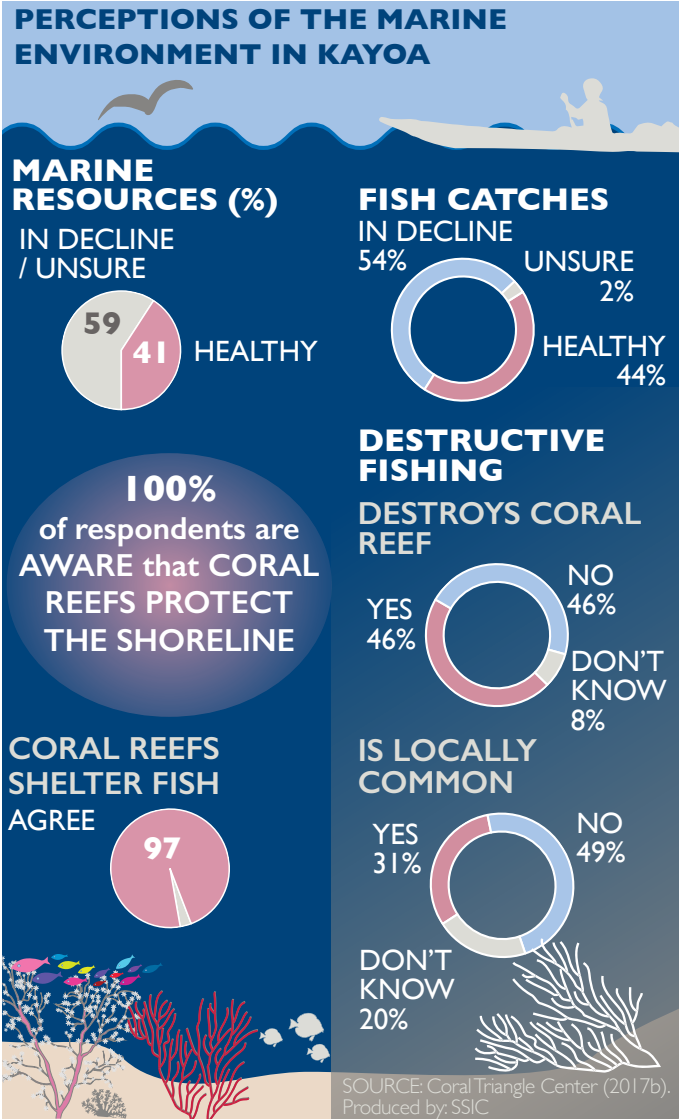 PERCEPTIONS OF THE MARINE
ENVIRONMENT IN KAYOA
MARINE
RESOURCES (%)
IN DECLINE
/ UNSURE
59
41
HEALTHY
FISH CATCHES
IN DECLINE
54%
UNSURE
2%
HEALTHY
44%
100%
of respondents are
AWARE that CORAL
REEFS PROTECT
THE SHORELINE
DESTRUCTIVE
FISHING
DESTROYS CORAL
REEF
YES
46%
NO
46%
DON'T
KNOW
8%
CORAL REEFS
SHELTER FISH
AGREE
97
IS LOCALLY
COMMON
YES
31%
NO
49%
DON'T
KNOW
20%
SOURCE: Coral Triangle Center (2017b).
Produced by: SSIC